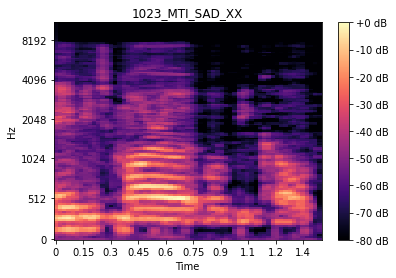 1023_MTI_SAD_XX
Hz
8192
4096
2048
1024
512
0
0 0.15 0.3 0.45 0.6 0.75 0.9 1.1 1.2 1.4
Time
+0 dB
-10 dB
-20 dB
-30 dB
-40 dB
-50 dB
-60 dB
-70 dB
-80 dB